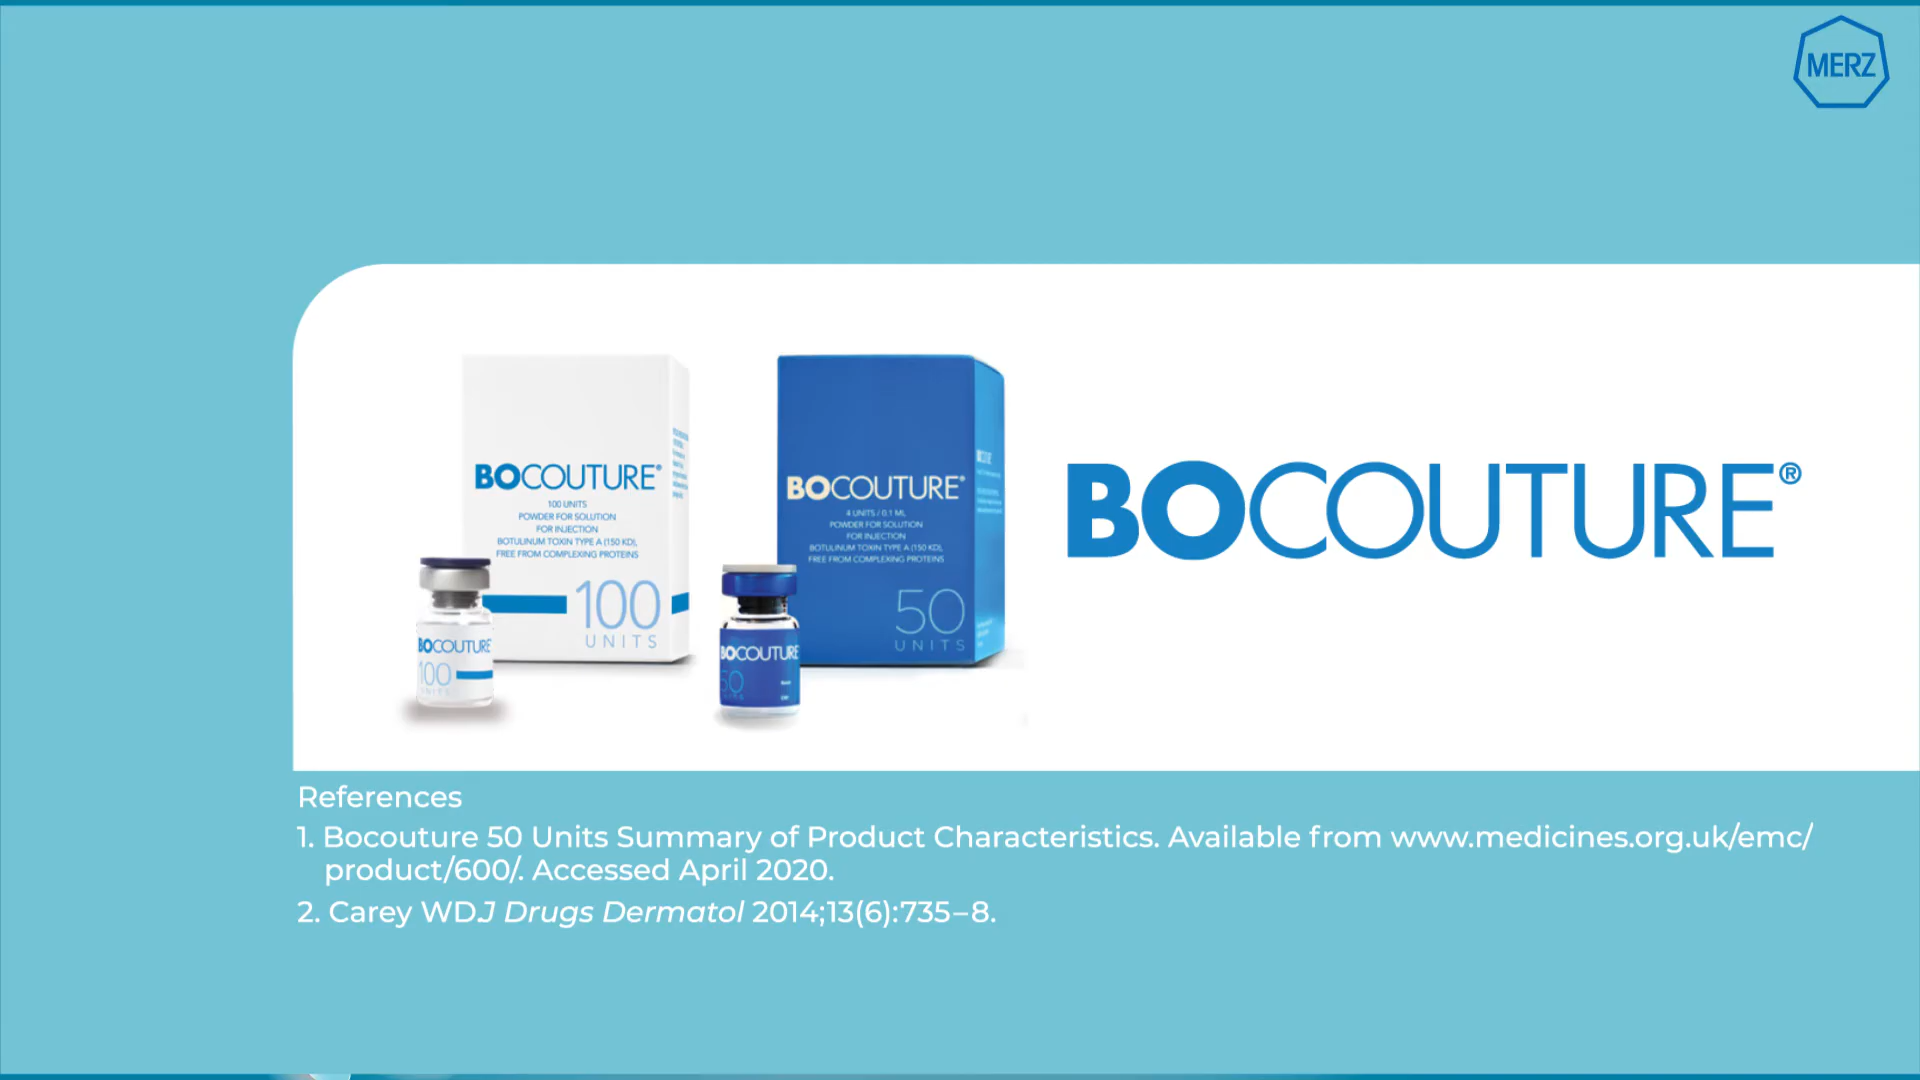 MERZ
BOCOUTURE®
100 UNITS
POWDER FOR SOLUTION
FOR INJECTION
BOTULINUM TOXIN TYPE A (150 KD),
FREE FROM COMPLEXING PROTEINS
100
UNITS
BOCOUTURE
100
UNITS
BOCOUTURE®
4 UNITS / 0.1 ML
POWDER FOR SOLUTION
FOR INJECTION
BOTULINUM TOXIN TYPE A (150 KD),
FREE FROM COMPLEXING PROTEINS
50
UNITS
BOCOUTURE
50
UNITS
BOCOUTURE®
References
1. Bocouture 50 Units Summary of Product Characteristics. Available from www.medicines.org.uk/emc/
product/600/. Accessed April 2020.
2. Carey WD.J Drugs Dermatol 2014;13(6):735–8.